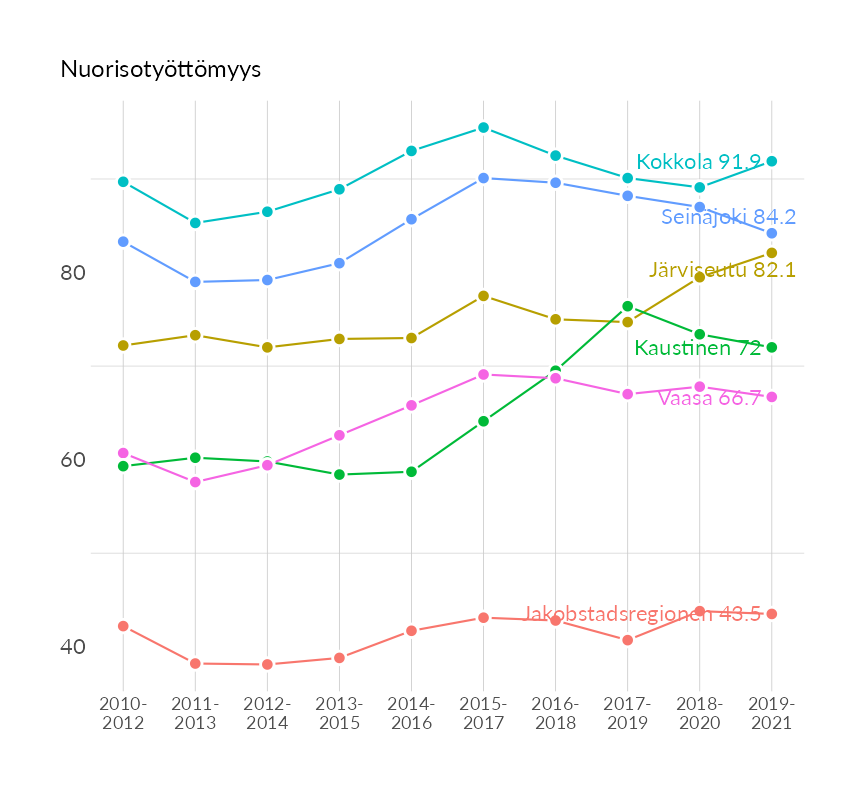 Nuorisotyöttömyys
Kokkola 91.9
Seinäjoki 84.2
80
Järviseutu 82.1
Kaustinen 72
Vaasa 66.7
60
Jakobstadsregionen 43.5
40
2010- 2011- 2012- 2013- 2014- 2015- 2016- 2017- 2018- 2019-
2012 2013 2014 2015 2016 2017 2018 2019 2020 2021